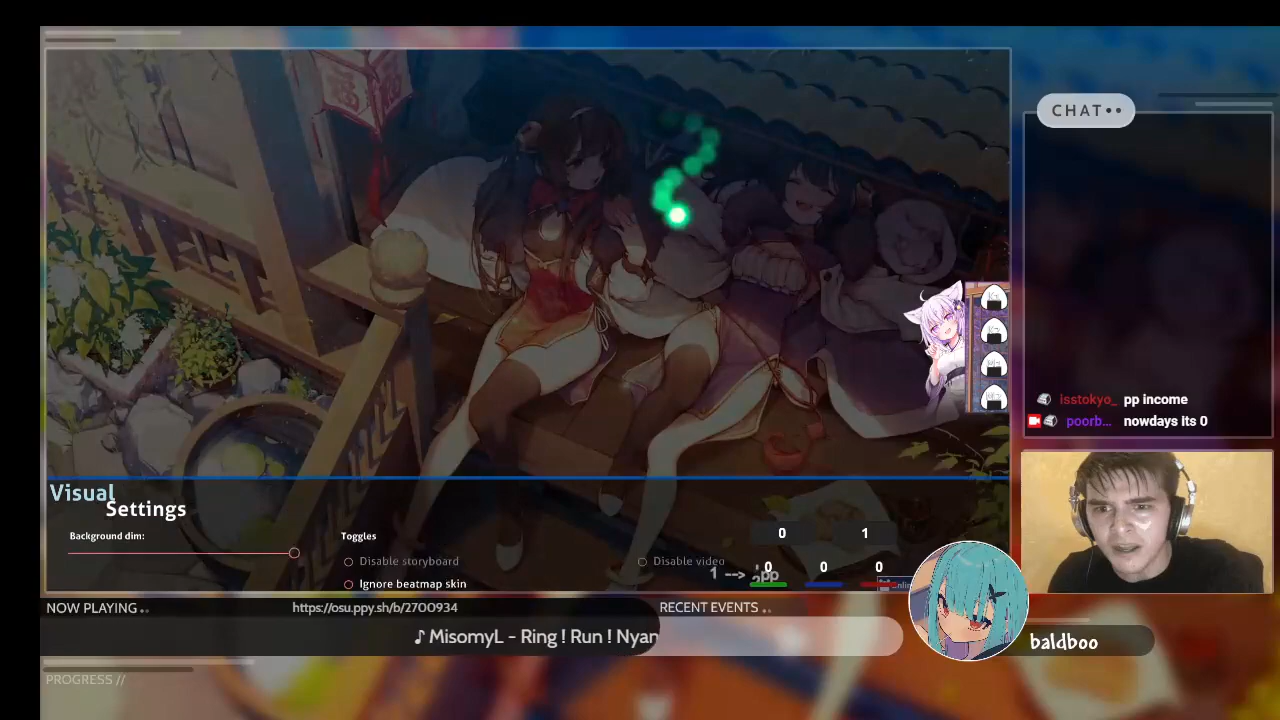 CHAT••
isstokyo_ pp income
poorb... nowdays its 0
Visual
Settings
Background dim:
Toggles
Disable storyboard
Disable video
Ignore beatmap skin
0 1
0 0 0
1 --> 2pp
NOW PLAYING ..
https://osu.ppy.sh/b/2700934
RECENT EVENTS ..
♪ MisomyL - Ring ! Run ! Nyan
baldboo
PROGRESS //